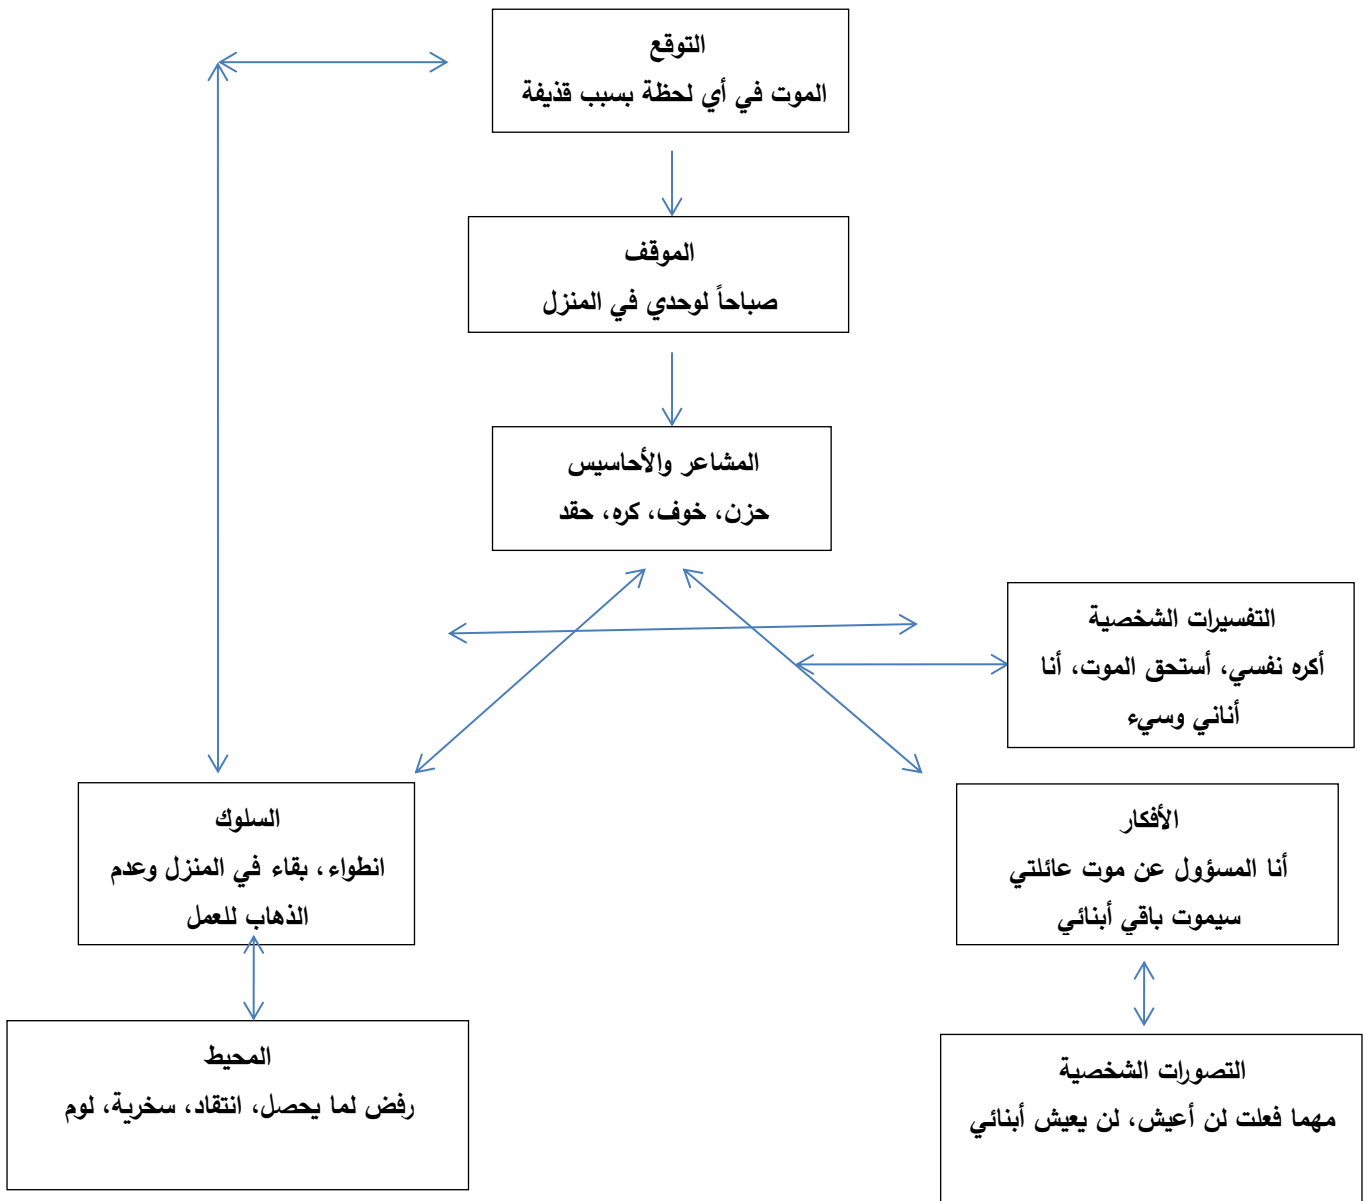 التوقع
الموت في أي لحظة بسبب قذيفة
الموقف
صباحاً لوحدي في المنزل
المشاعر والأحاسيس
حزن، خوف، كره، حقد
التفسيرات الشخصية
أكره نفسي، أستحق الموت، أنا
أناني وسيء
السلوك
انطواء، بقاء في المنزل وعدم
الذهاب للعمل
الأفكار
أنا المسؤول عن موت عائلتي
سيموت باقي أبنائي
المحيط
رفض لما يحصل، انتقاد، سخرية، لوم
التصورات الشخصية
مهما فعلت لن أعيش، لن يعيش أبنائي